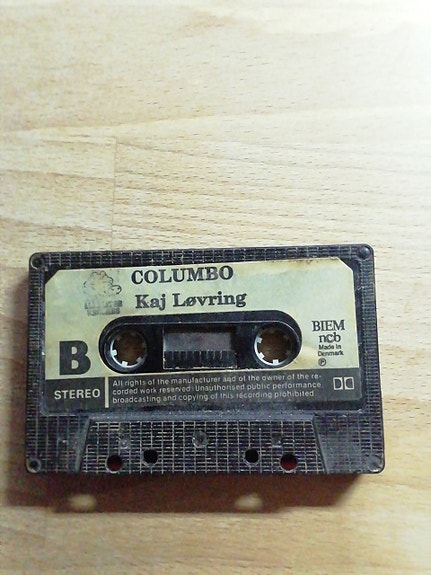 COLUMBO
Kaj Løvring
BIEM
ncb
Made in
Denmark
Ⓟ
B
STEREO
All rights of the manufacturer and of the owner of the re-
corded work reserved. Unauthorised public performance
broadcasting and copying of this recording prohibited